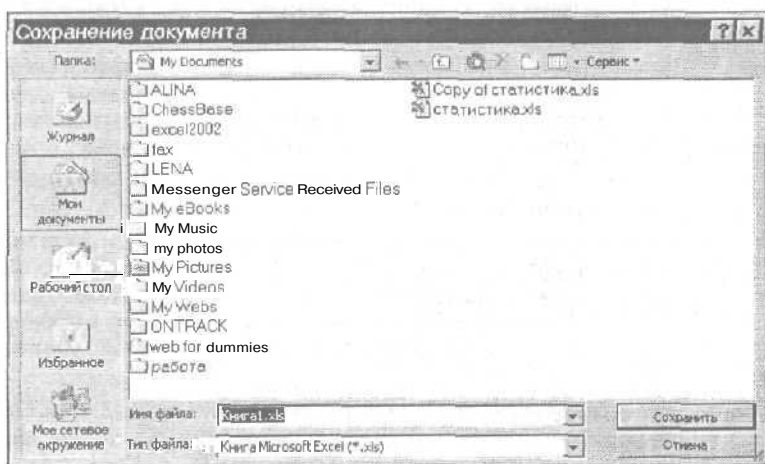 Сохранение документа
Папка: My Documents Сервис
Журнал
Мои документы
Рабочий стол
Избранное
Мое сетевое окружение
ALINA
ChessBase
excel2002
fax
LENA
Messenger Service Received Files
My eBooks
My Music
my photos
My Pictures
My Videos
My Webs
ONTRACK
web for dummies
работа
Copy of статистика.xls
статистика.xls
Имя файла: Книга1.xls Сохранить
Тип файла: Книга Microsoft Excel (*.xls) Отмена